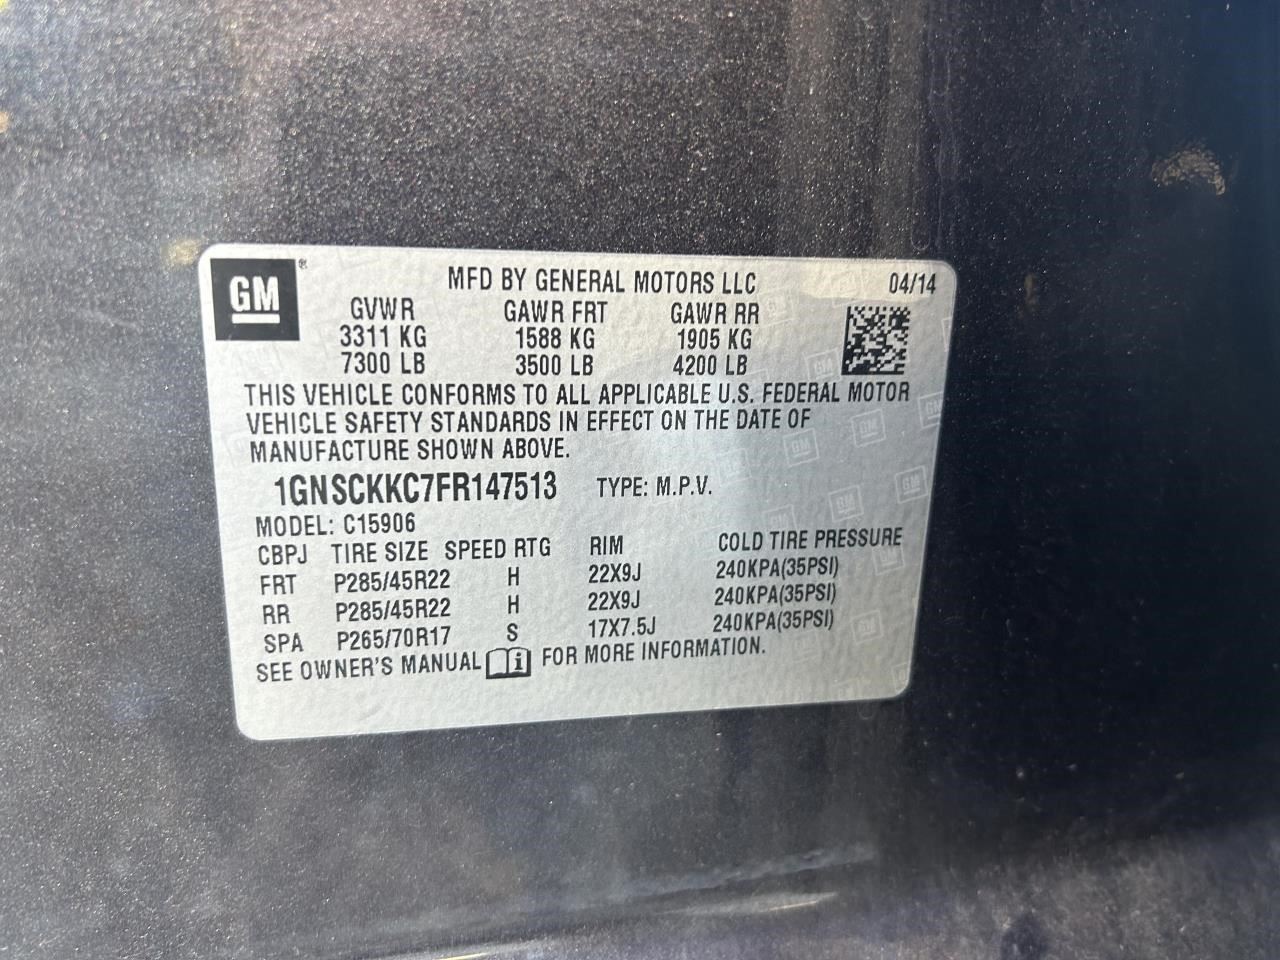 GM®
MFD BY GENERAL MOTORS LLC 04/14
GVWR GAWR FRT GAWR RR
3311 KG 1588 KG 1905 KG
7300 LB 3500 LB 4200 LB
THIS VEHICLE CONFORMS TO ALL APPLICABLE U.S. FEDERAL MOTOR
VEHICLE SAFETY STANDARDS IN EFFECT ON THE DATE OF
MANUFACTURE SHOWN ABOVE.
1GNSCKKC7FR147513 TYPE: M.P.V.
MODEL: C15906
CBPJ TIRE SIZE SPEED RTG RIM COLD TIRE PRESSURE
FRT P285/45R22 H 22X9J 240KPA(35PSI)
RR P285/45R22 H 22X9J 240KPA(35PSI)
SPA P265/70R17 S 17X7.5J 240KPA(35PSI)
SEE OWNER'S MANUAL FOR MORE INFORMATION.